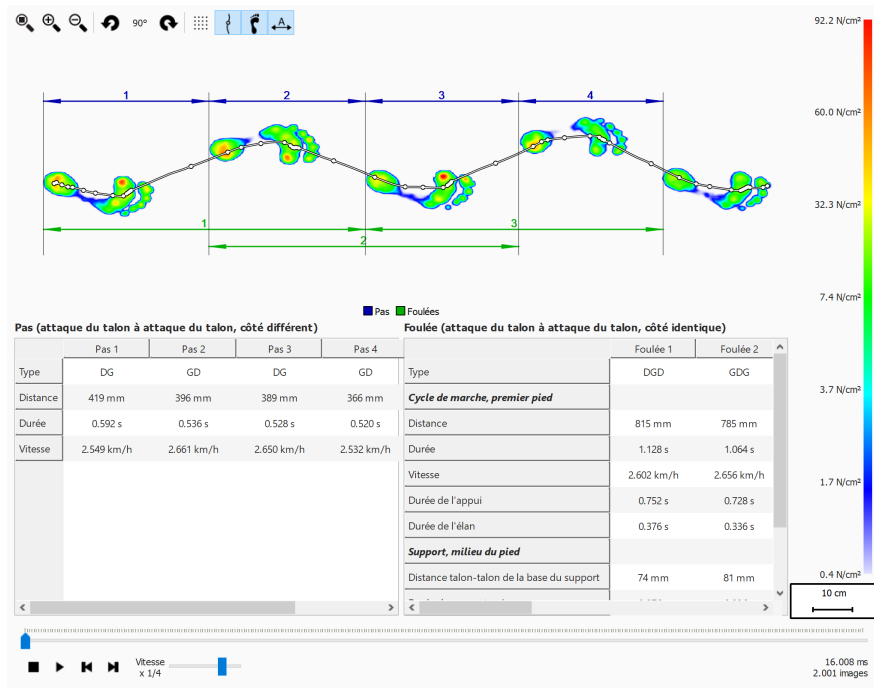 90°
A
92.2 N/cm²
60.0 N/cm²
32.3 N/cm²
7.4 N/cm²
3.7 N/cm²
1.7 N/cm²
0.4 N/cm²
10 cm
1 2 3 4
1 3
2
Pas Foulées
Pas (attaque du talon à attaque du talon, côté différent)
Pas 1 Pas 2 Pas 3 Pas 4
Type DG GD DG GD
Distance 419 mm 396 mm 389 mm 366 mm
Durée 0.592 s 0.536 s 0.528 s 0.520 s
Vitesse 2.549 km/h 2.661 km/h 2.650 km/h 2.532 km/h
Foulée (attaque du talon à attaque du talon, côté identique)
Foulée 1 Foulée 2
Type DGD GDG
Cycle de marche, premier pied
Distance 815 mm 785 mm
Durée 1.128 s 1.064 s
Vitesse 2.602 km/h 2.656 km/h
Durée de l'appui 0.752 s 0.728 s
Durée de l'élan 0.376 s 0.336 s
Support, milieu du pied
Distance talon-talon de la base du support 74 mm 81 mm
Vitesse
x 1/4
16.008 ms
2.001 images